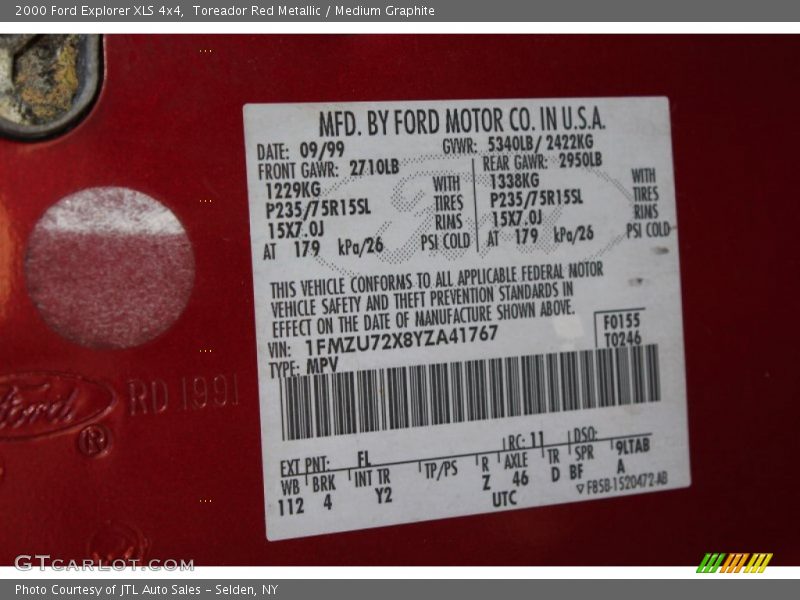 2000 Ford Explorer XLS 4x4, Toreador Red Metallic / Medium Graphite
MFD. BY FORD MOTOR CO. IN U.S.A.
DATE: 09/99 GVWR: 5340LB/ 2422KG
FRONT GAWR: 2710LB REAR GAWR: 2950LB
1229KG WITH 1338KG WITH
P235/75R15SL TIRES P235/75R15SL TIRES
15X7.0J RIMS 15X7.0J RIMS
AT 179 kPa/26 PSI COLD AT 179 kPa/26 PSI COLD
THIS VEHICLE CONFORMS TO ALL APPLICABLE FEDERAL MOTOR
VEHICLE SAFETY AND THEFT PREVENTION STANDARDS IN
EFFECT ON THE DATE OF MANUFACTURE SHOWN ABOVE.
VIN: 1FMZU72X8YZA41767 F0155
TYPE: MPV T0246
EXT PNT: FL RC: 11 DSO:
WB BRK INT TR TP/PS R AXLE TR SPR 9LTAB
112 4 Y2 Z 46 D BF A
UTC ▽F85B-1520472-AB
Ford ® RD 1991
GTCARLOT.COM
Photo Courtesy of JTL Auto Sales – Selden, NY